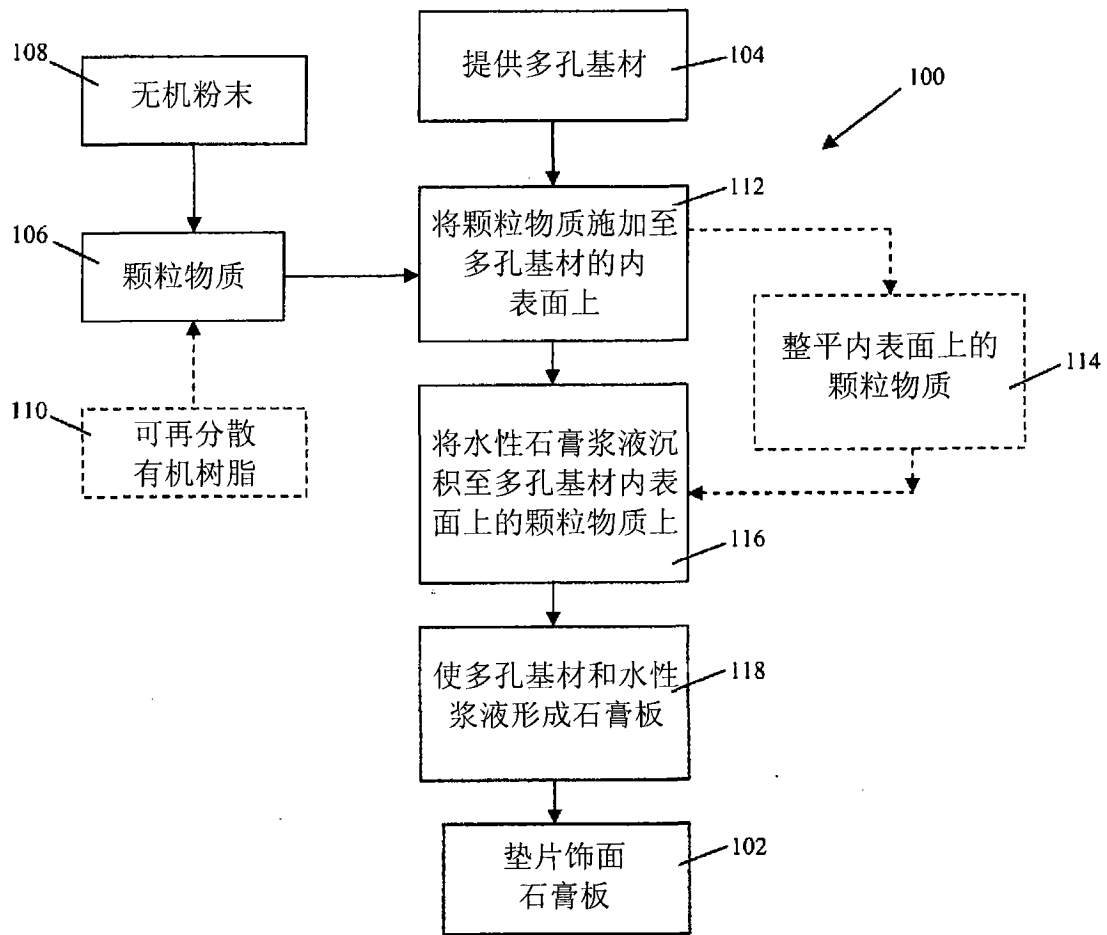 108
无机粉末
提供多孔基材
104
100
106
颗粒物质
112
将颗粒物质施加至
多孔基材的内
表面上
整平内表面上的
颗粒物质
114
110
可再分散
有机树脂
将水性石膏浆液沉
积至多孔基材内表
面上的颗粒物质上
116
使多孔基材和水性
浆液形成石膏板
118
垫片饰面
石膏板
102